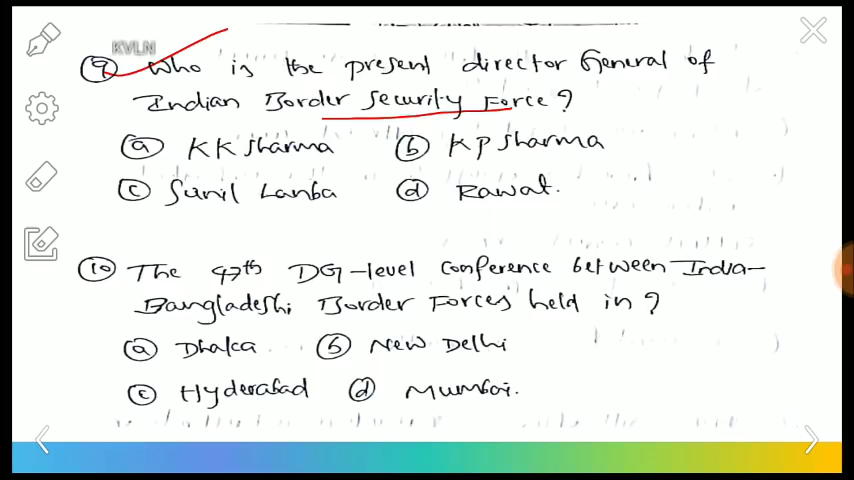 KVLN
9 Who is the present director General of
Indian Border Security Force?
a KK Sharma b KP Sharma
c Sunil Lanba d Rawat.
10 The 47th DG-level conference between India-
Bangladeshi Border Forces held in?
a Dhaka b New Delhi
c Hyderabad d Mumbai.